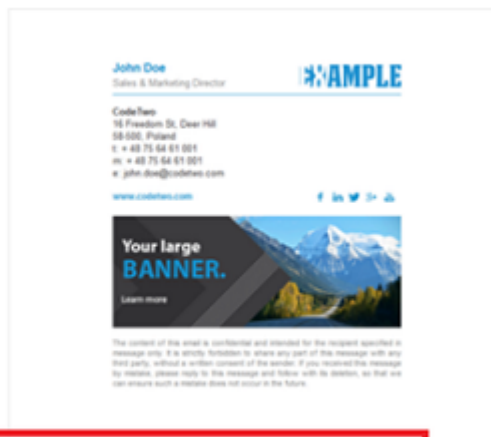 John Doe
Sales & Marketing Director
EXAMPLE
CodeTwo
16 Freedom St, Deer Hill
58-500, Poland
t: + 48 75 64 61 001
m: + 48 75 64 61 001
e: john.doe@codetwo.com
www.codetwo.com
f in G+
Your large
BANNER.
Learn more
The content of this email is confidential and intended for the recipient specified in
message only. It is strictly forbidden to share any part of this message with any
third party, without a written consent of the sender. If you received this message
by mistake, please reply to this message and follow with its deletion, so that we
can ensure such a mistake does not occur in the future.